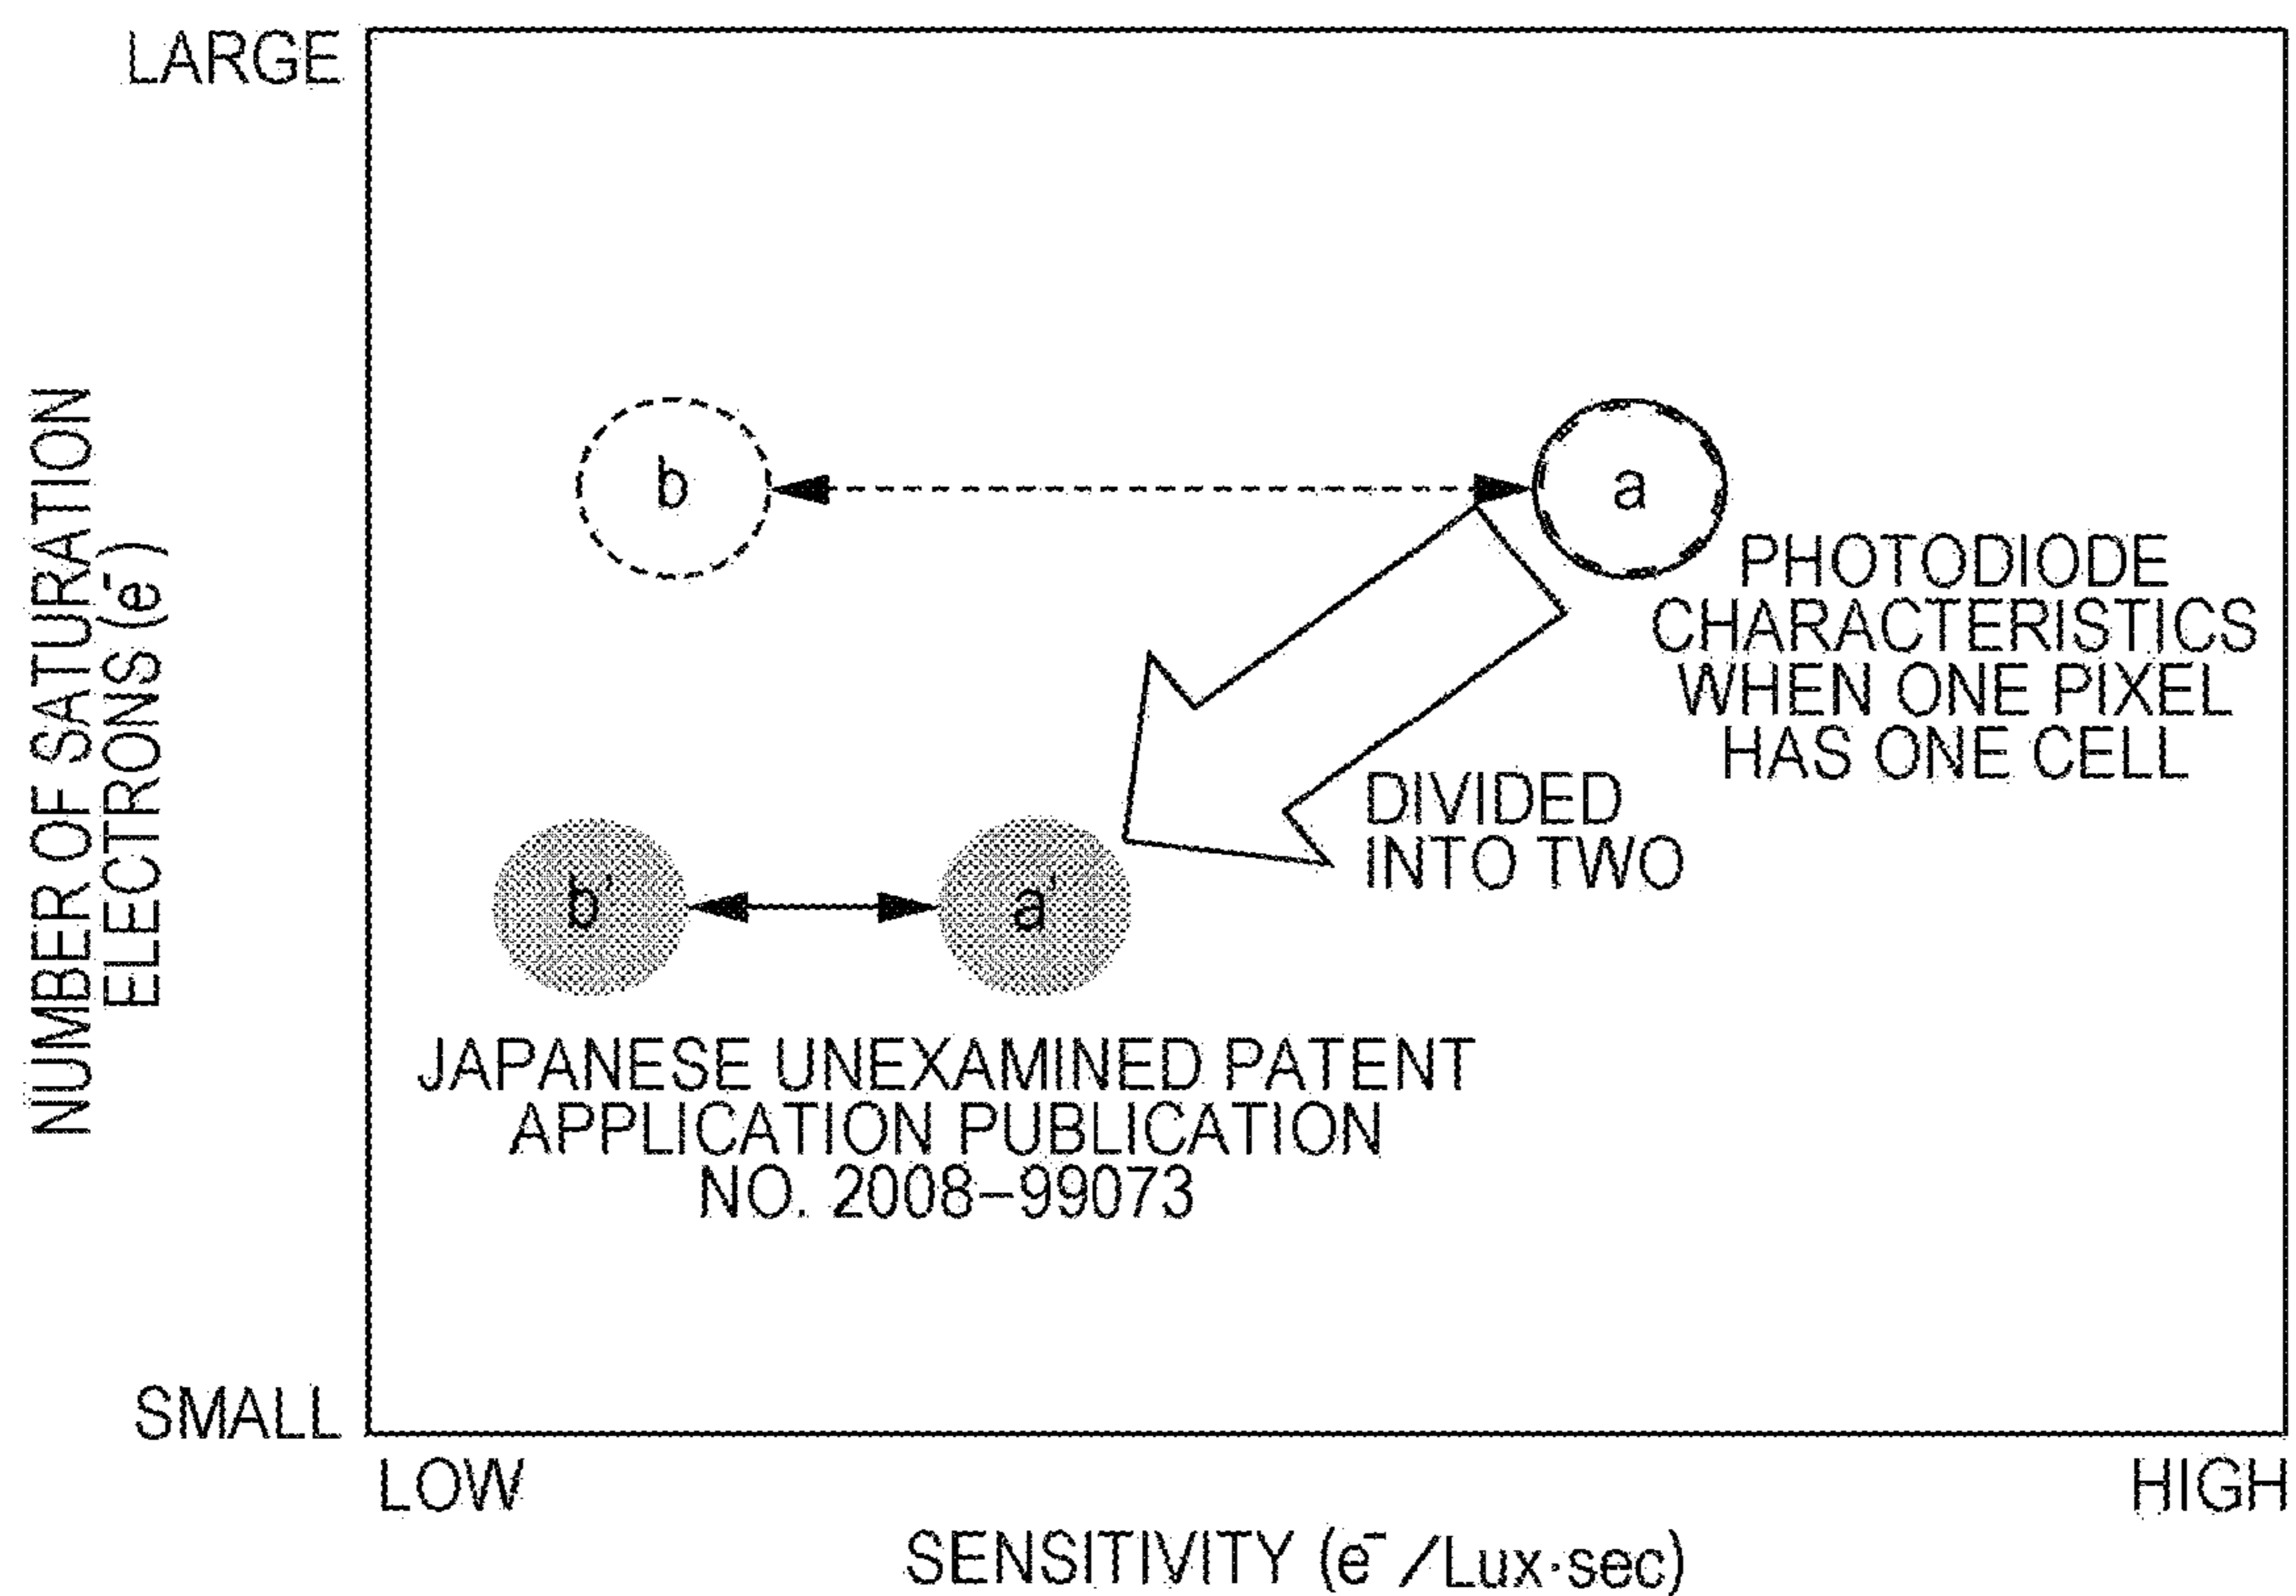 LARGE
NUMBER OF SATURATION
ELECTRONS (e⁻)
b
a
PHOTODIODE
CHARACTERISTICS
WHEN ONE PIXEL
HAS ONE CELL
DIVIDED
INTO TWO
b'
a'
JAPANESE UNEXAMINED PATENT
APPLICATION PUBLICATION
NO. 2008-99073
SMALL
LOW
HIGH
SENSITIVITY (e⁻/Lux·sec)